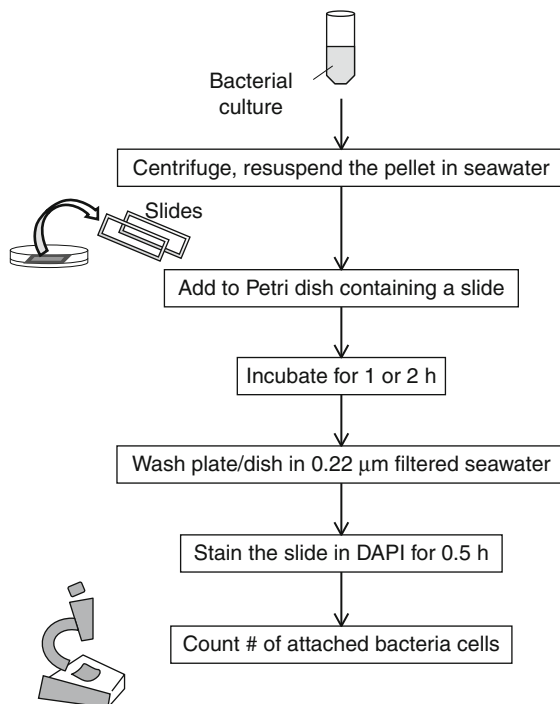 Bacterial
culture
Centrifuge, resuspend the pellet in seawater
Slides
Add to Petri dish containing a slide
Incubate for 1 or 2 h
Wash plate/dish in 0.22 μm filtered seawater
Stain the slide in DAPI for 0.5 h
Count # of attached bacteria cells